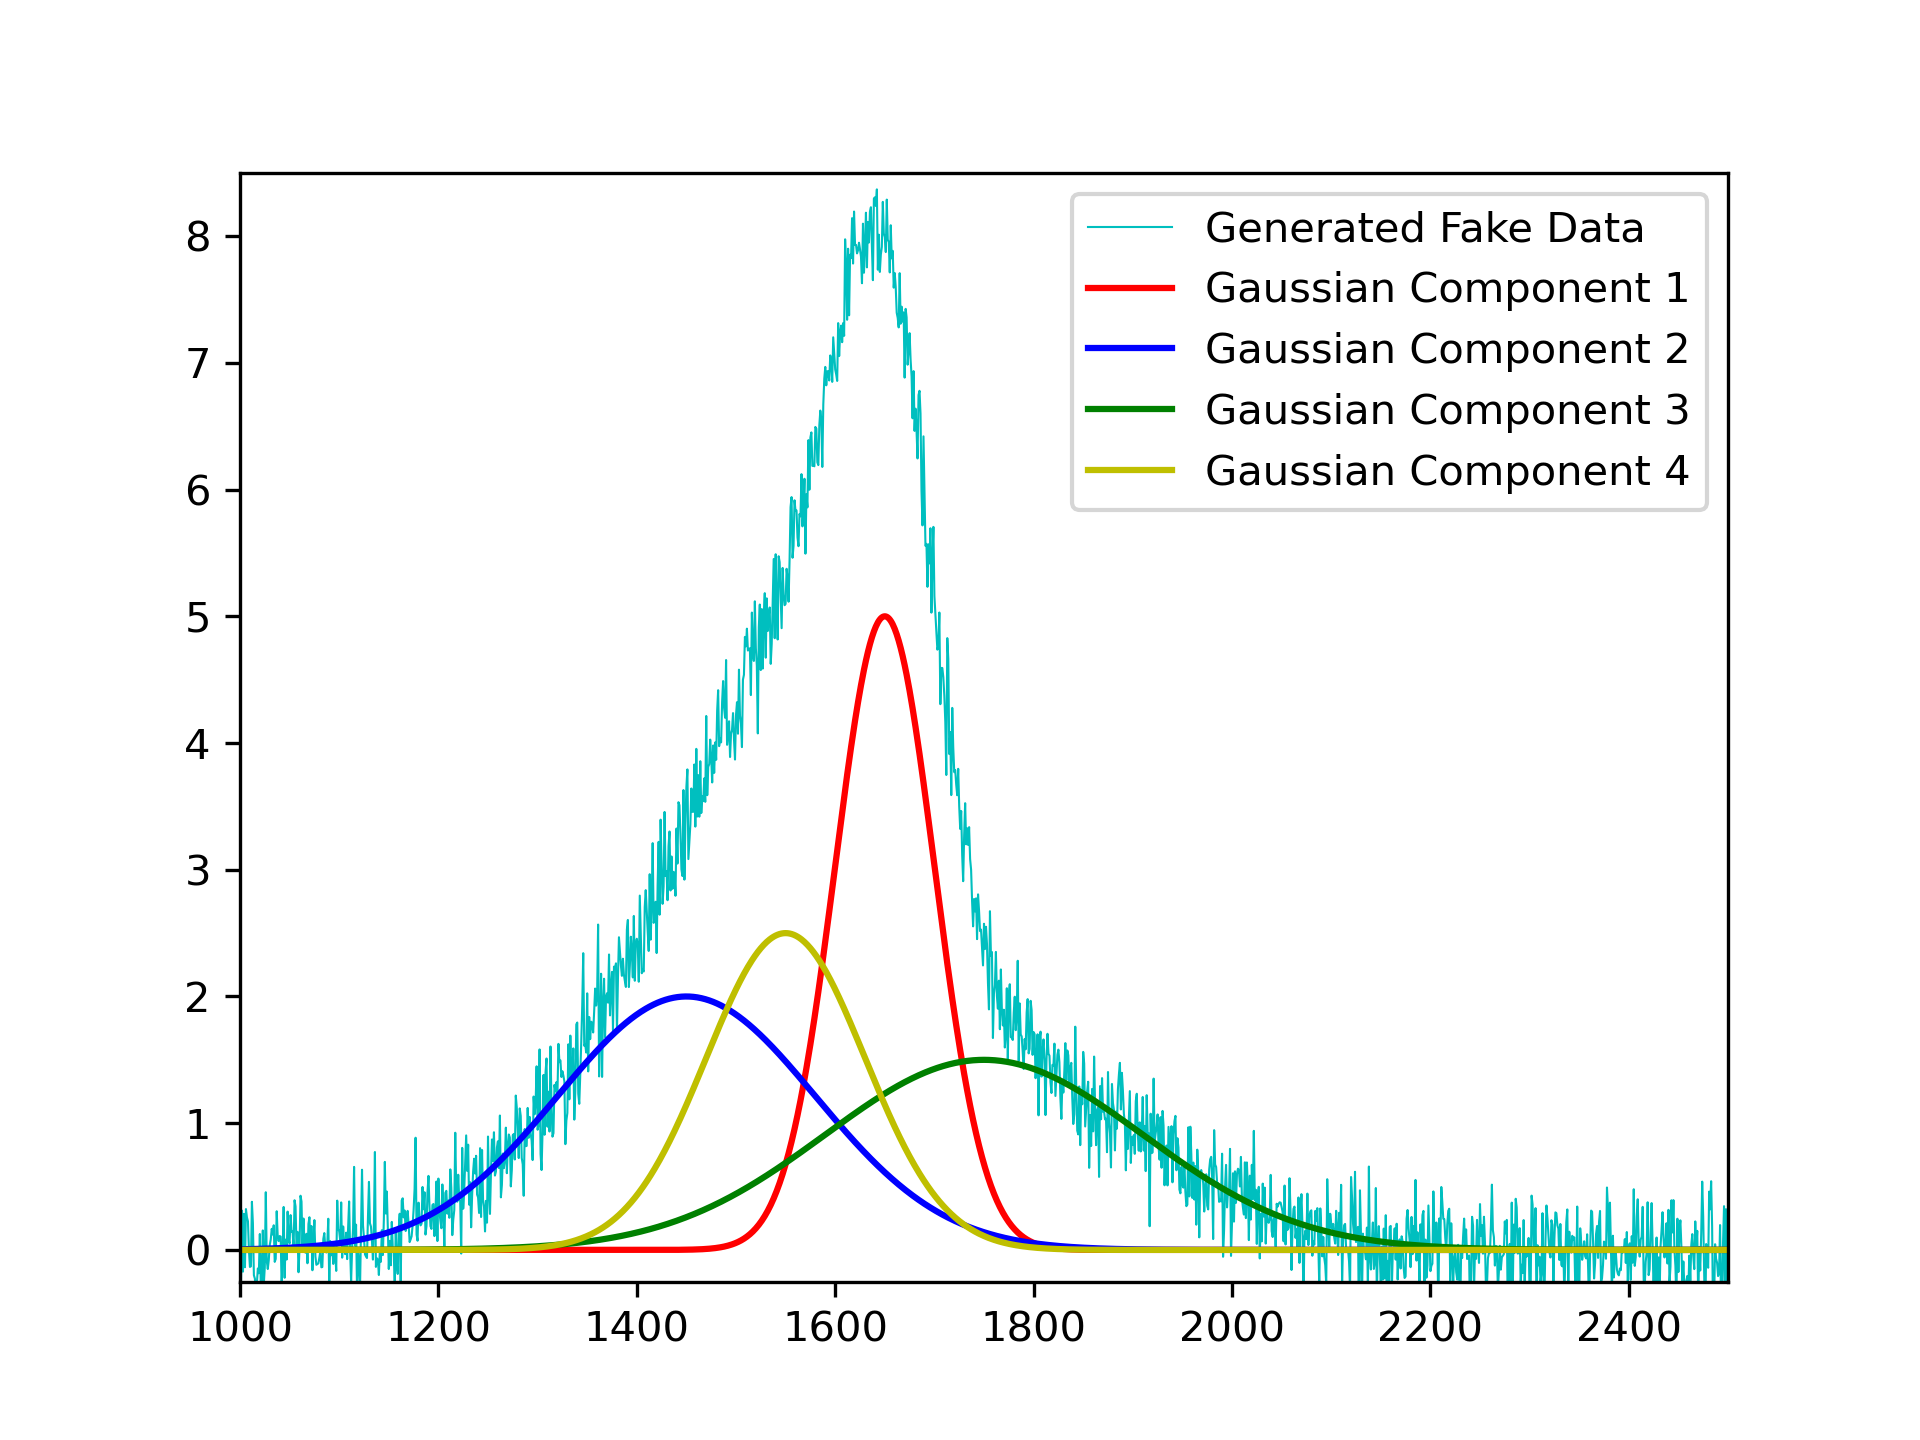 Generated Fake Data
Gaussian Component 1
Gaussian Component 2
Gaussian Component 3
Gaussian Component 4
8
7
6
5
4
3
2
1
0
1000 1200 1400 1600 1800 2000 2200 2400